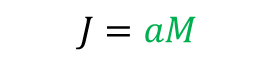 J = aM